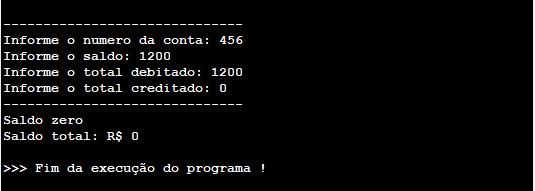 ------------------------------
Informe o numero da conta: 456
Informe o saldo: 1200
Informe o total debitado: 1200
Informe o total creditado: 0
------------------------------
Saldo zero
Saldo total: R$ 0
>>> Fim da execução do programa !